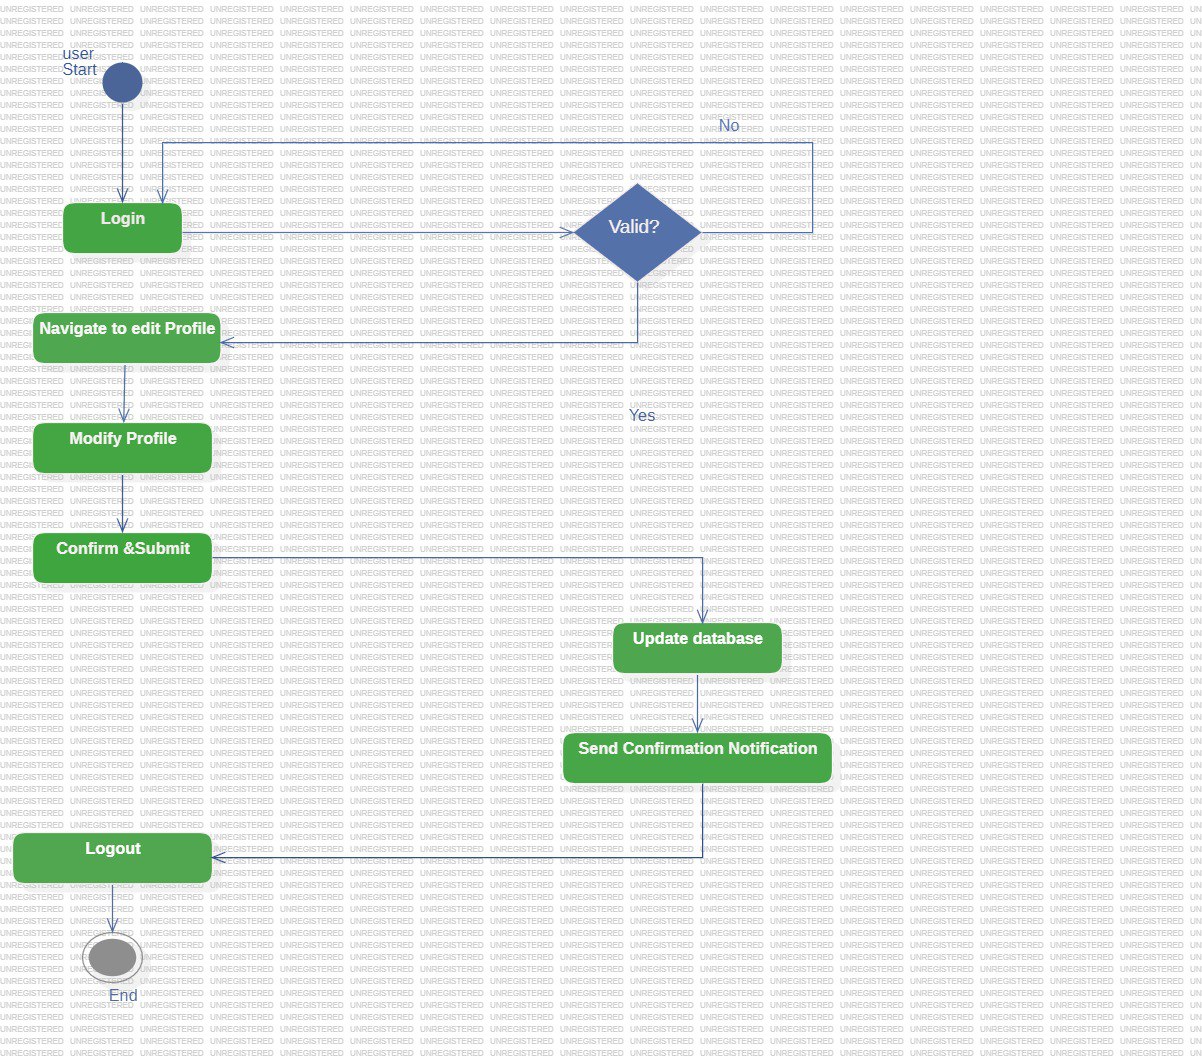 user
Start
No
Login
Valid?
Navigate to edit Profile
Yes
Modify Profile
Confirm &Submit
Update database
Send Confirmation Notification
Logout
End
UNREGISTERED